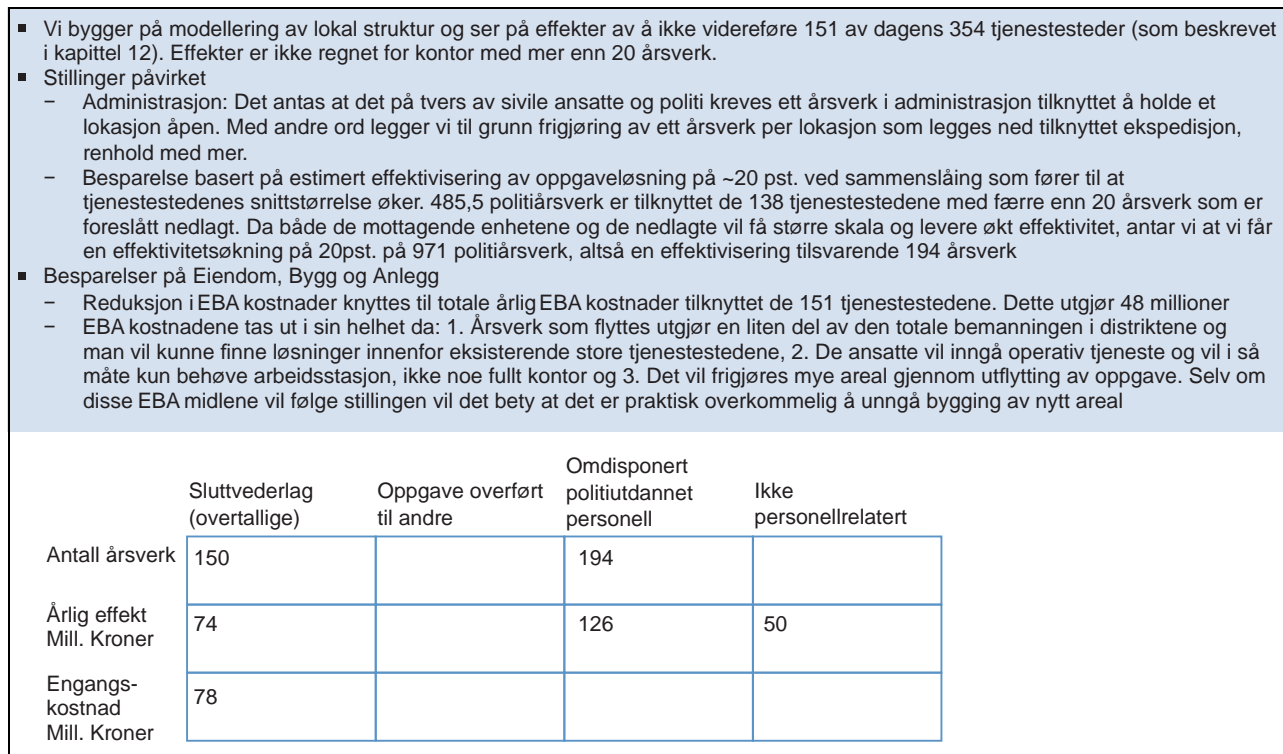 ▪ Vi bygger på modellering av lokal struktur og ser på effekter av å ikke videreføre 151 av dagens 354 tjenestesteder (som beskrevet
i kapittel 12). Effekter er ikke regnet for kontor med mer enn 20 årsverk.
▪ Stillinger påvirket
− Administrasjon: Det antas at det på tvers av sivile ansatte og politi kreves ett årsverk i administrasjon tilknyttet å holde et
lokasjon åpen. Med andre ord legger vi til grunn frigjøring av ett årsverk per lokasjon som legges ned tilknyttet ekspedisjon,
renhold med mer.
− Besparelse basert på estimert effektivisering av oppgaveløsning på ~20 pst. ved sammenslåing som fører til at
tjenestestedenes snittstørrelse øker. 485,5 politiårsverk er tilknyttet de 138 tjenestestedene med færre enn 20 årsverk som er
foreslått nedlagt. Da både de mottagende enhetene og de nedlagte vil få større skala og levere økt effektivitet, antar vi at vi får
en effektivitetsøkning på 20pst. på 971 politiårsverk, altså en effektivisering tilsvarende 194 årsverk
▪ Besparelser på Eiendom, Bygg og Anlegg
− Reduksjon i EBA kostnader knyttes til totale årlig EBA kostnader tilknyttet de 151 tjenestestedene. Dette utgjør 48 millioner
− EBA kostnadene tas ut i sin helhet da: 1. Årsverk som flyttes utgjør en liten del av den totale bemanningen i distriktene og
man vil kunne finne løsninger innenfor eksisterende store tjenestestedene, 2. De ansatte vil inngå operativ tjeneste og vil i så
måte kun behøve arbeidsstasjon, ikke noe fullt kontor og 3. Det vil frigjøres mye areal gjennom utflytting av oppgave. Selv om
disse EBA midlene vil følge stillingen vil det bety at det er praktisk overkommelig å unngå bygging av nytt areal
Sluttvederlag
(overtallige)
Oppgave overført
til andre
Omdisponert
politiutdannet
personell
Ikke
personellrelatert
Antall årsverk 150 194
Årlig effekt
Mill. Kroner
74 126 50
Engangs-
kostnad
Mill. Kroner
78